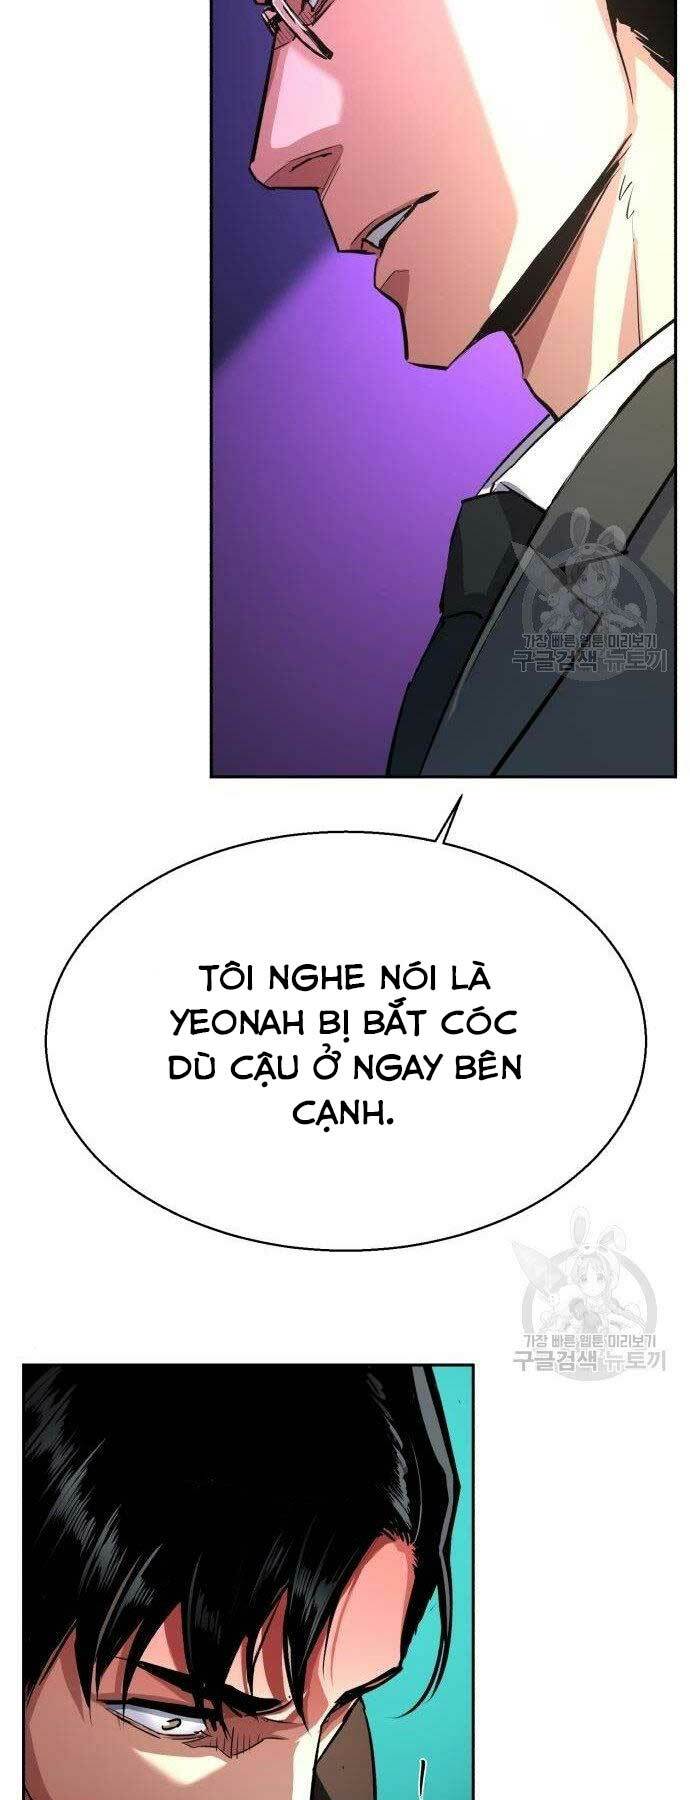 가장 빠른 웹툰 미리보기
구글검색 뉴토끼
TÔI NGHE NÓI LÀ
YEONAH BỊ BẮT CÓC
DÙ CẬU Ở NGAY BÊN
CẠNH.
가장 빠른 웹툰 미리보기
구글검색 뉴토끼